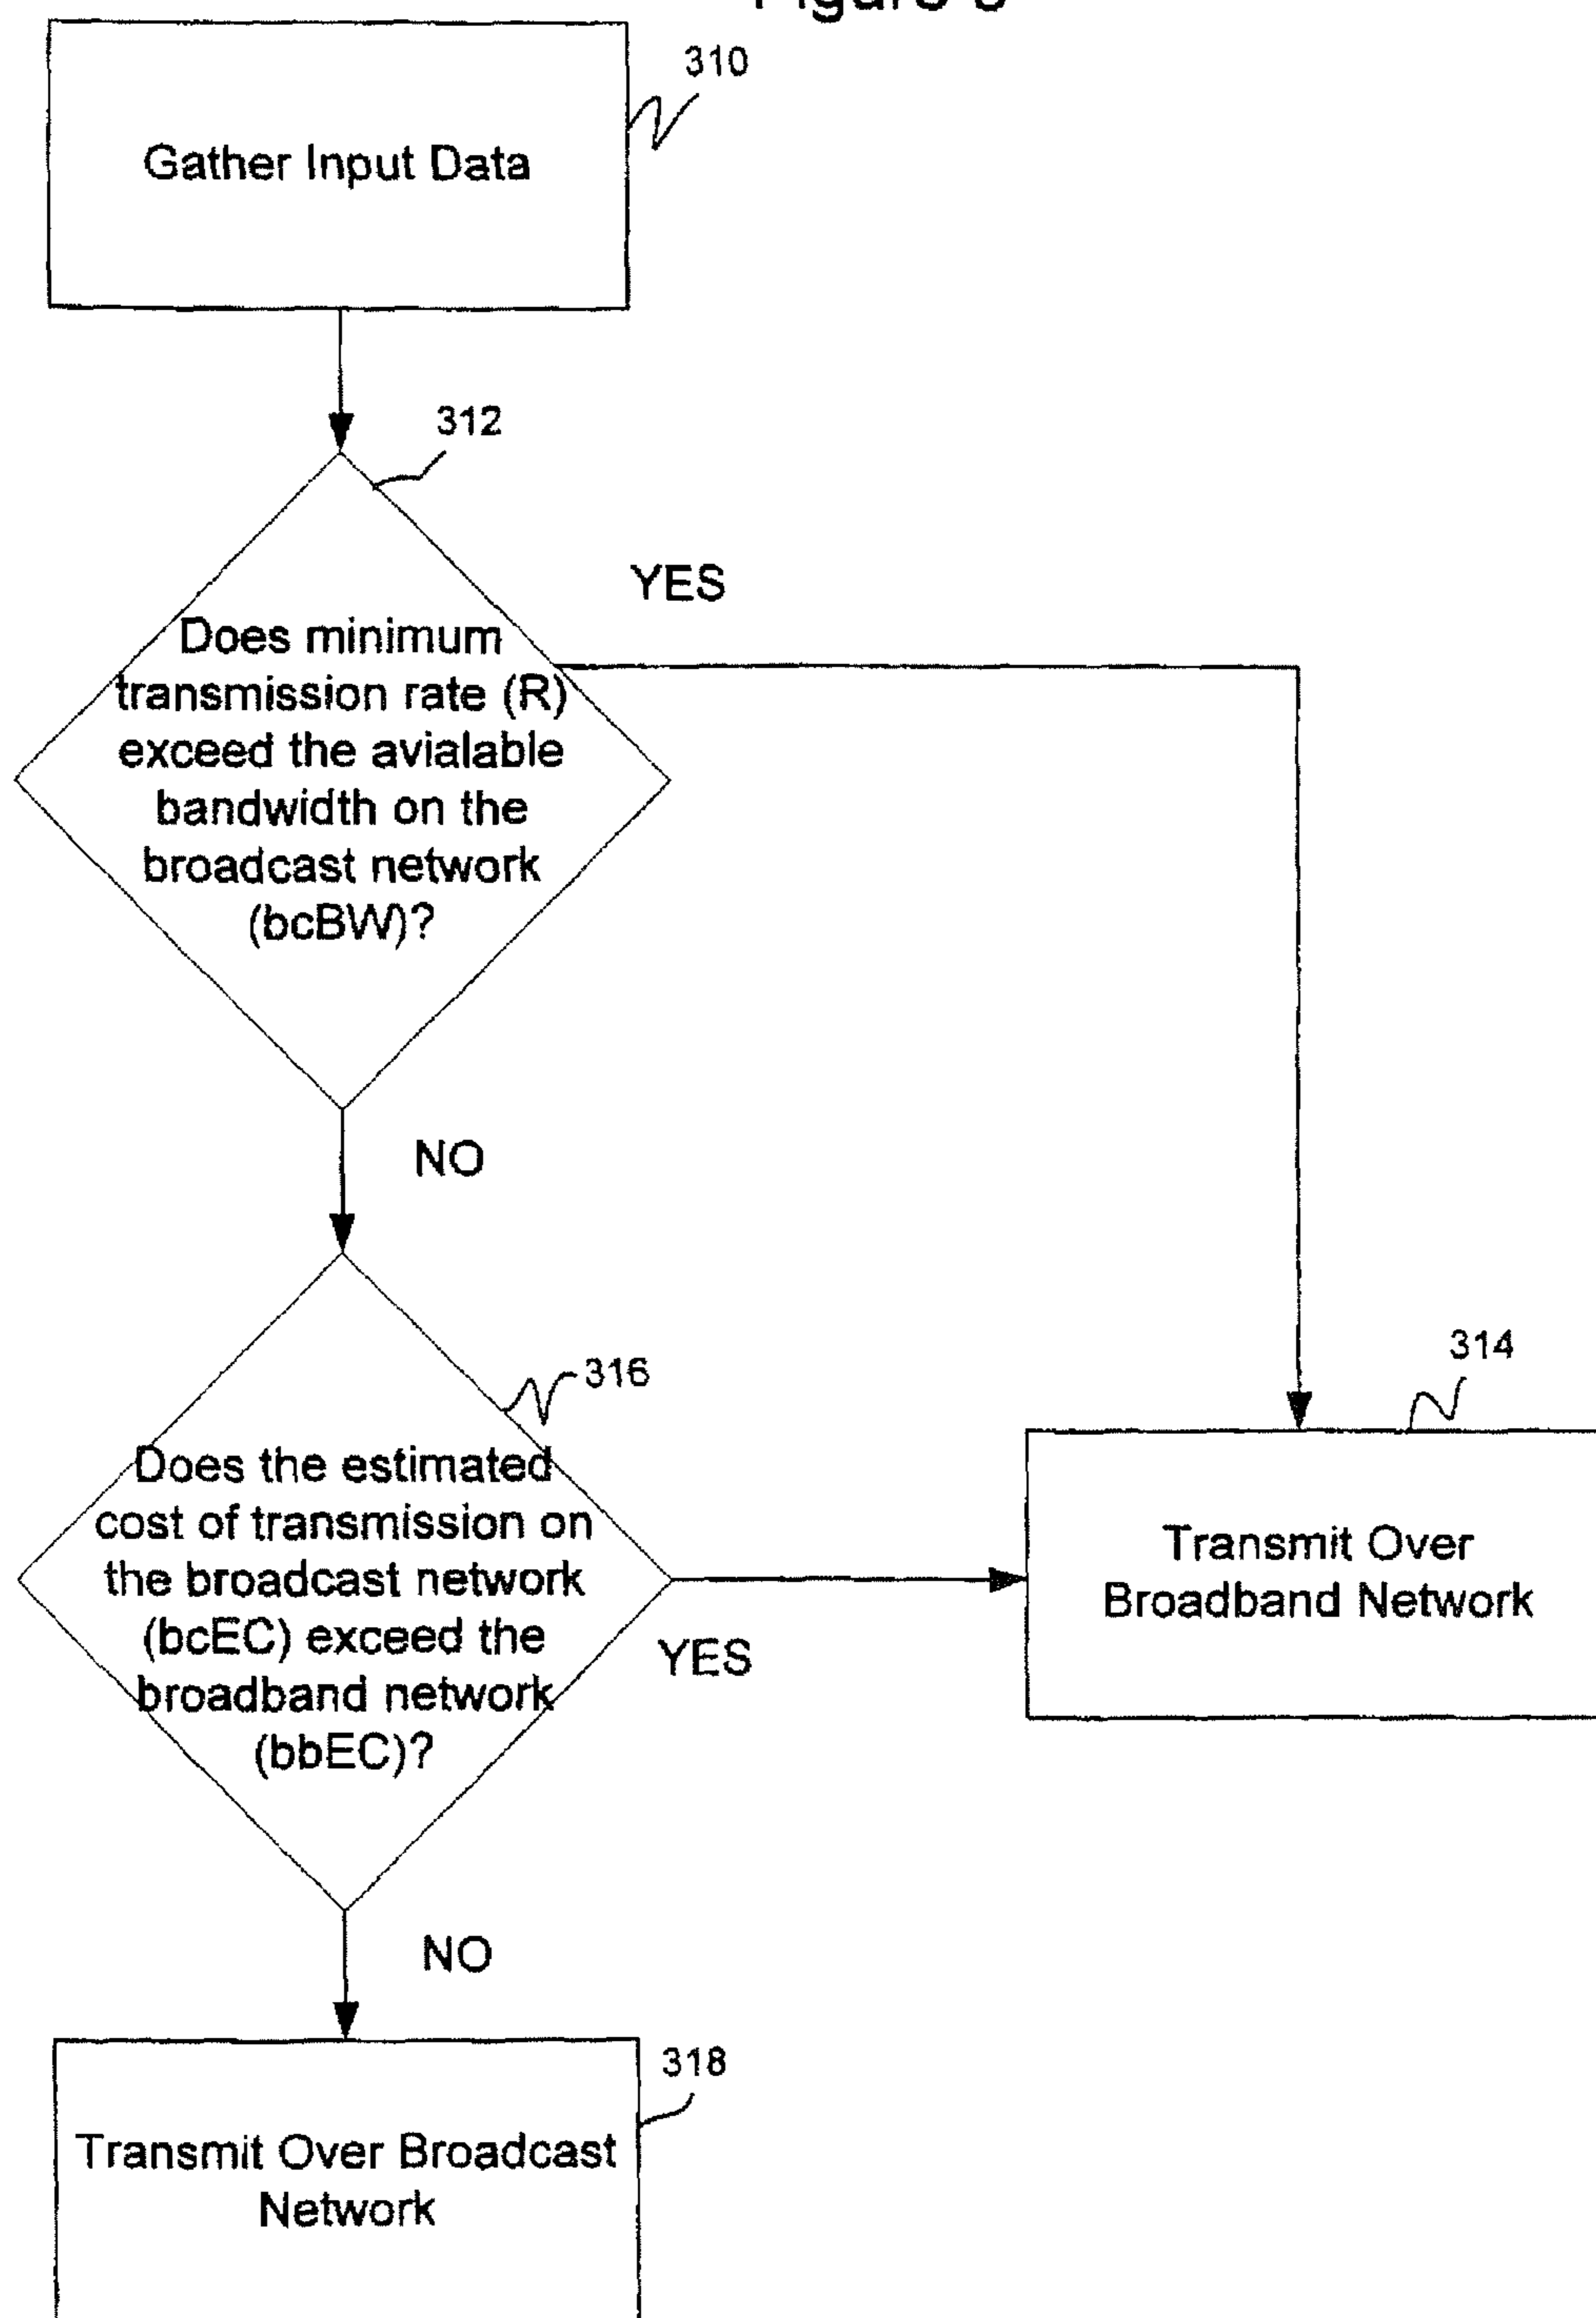 310
Gather Input Data
312
YES
Does minimum
transmission rate (R)
exceed the avialable
bandwidth on the
broadcast network
(bcBW)?
NO
316
314
Does the estimated
cost of transmission on
the broadcast network
(bcEC) exceed the
broadband network
(bbEC)?
YES
Transmit Over
Broadband Network
NO
318
Transmit Over Broadcast
Network